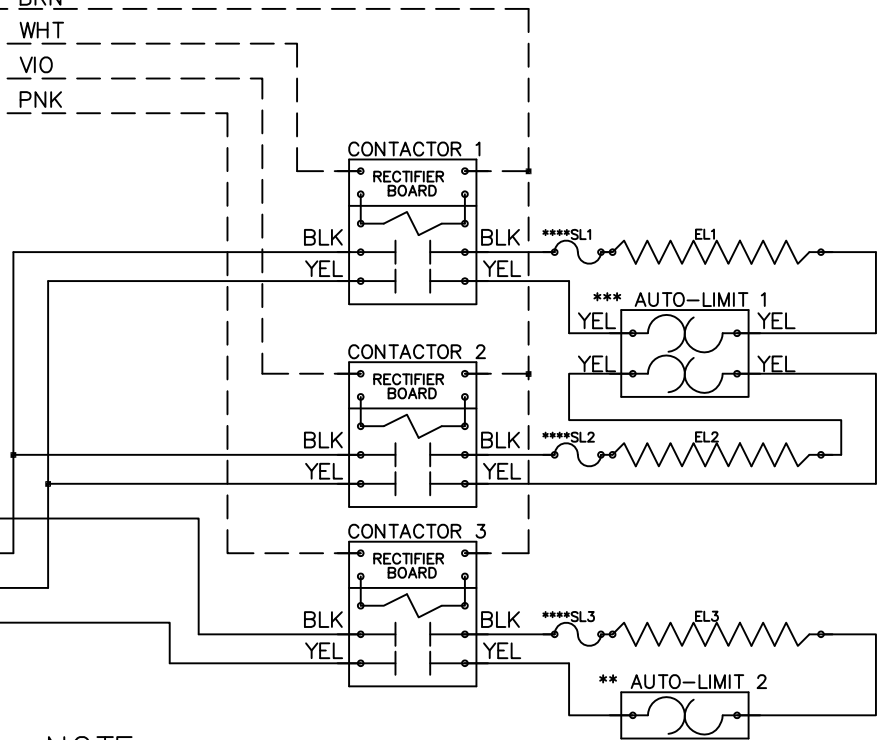 BRN
WHT
VIO
PNK
CONTACTOR 1
RECTIFIER
BOARD
BLK
BLK
****SL1
EL1
YEL
YEL
*** AUTO-LIMIT 1
YEL
YEL
CONTACTOR 2
YEL
YEL
RECTIFIER
BOARD
BLK
BLK
****SL2
EL2
YEL
YEL
CONTACTOR 3
RECTIFIER
BOARD
BLK
BLK
****SL3
EL3
YEL
YEL
** AUTO-LIMIT 2
NOTE